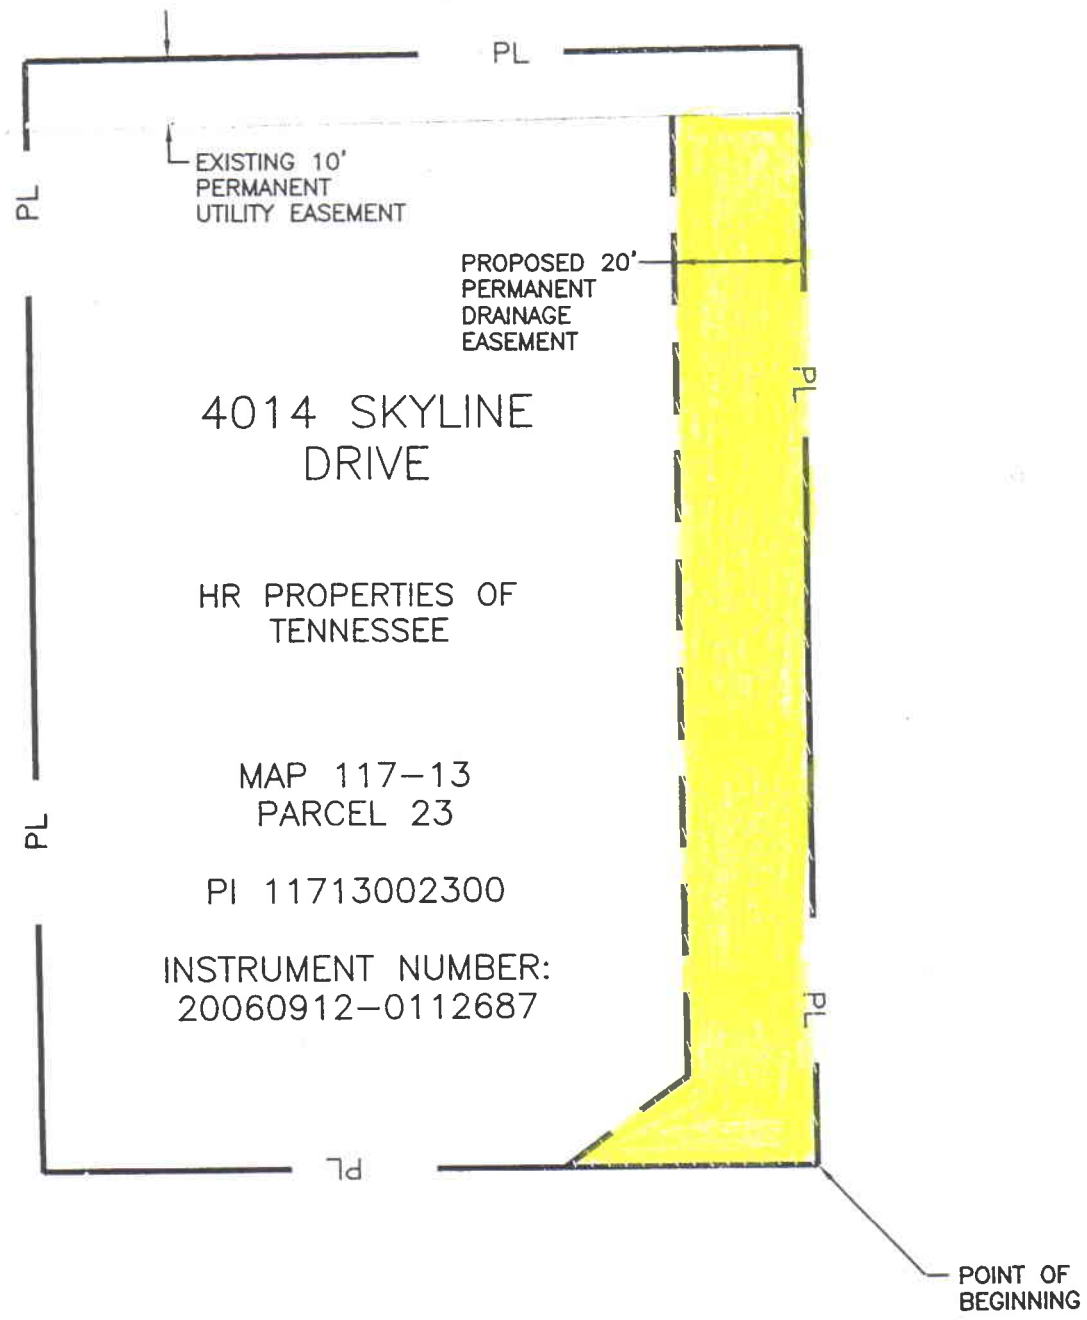 PL
EXISTING 10'
PERMANENT
UTILITY EASEMENT
PL
PROPOSED 20'
PERMANENT
DRAINAGE
EASEMENT
PL
4014 SKYLINE
DRIVE
HR PROPERTIES OF
TENNESSEE
MAP 117-13
PARCEL 23
PL
PI 11713002300
INSTRUMENT NUMBER:
20060912-0112687
PL
PL
POINT OF
BEGINNING